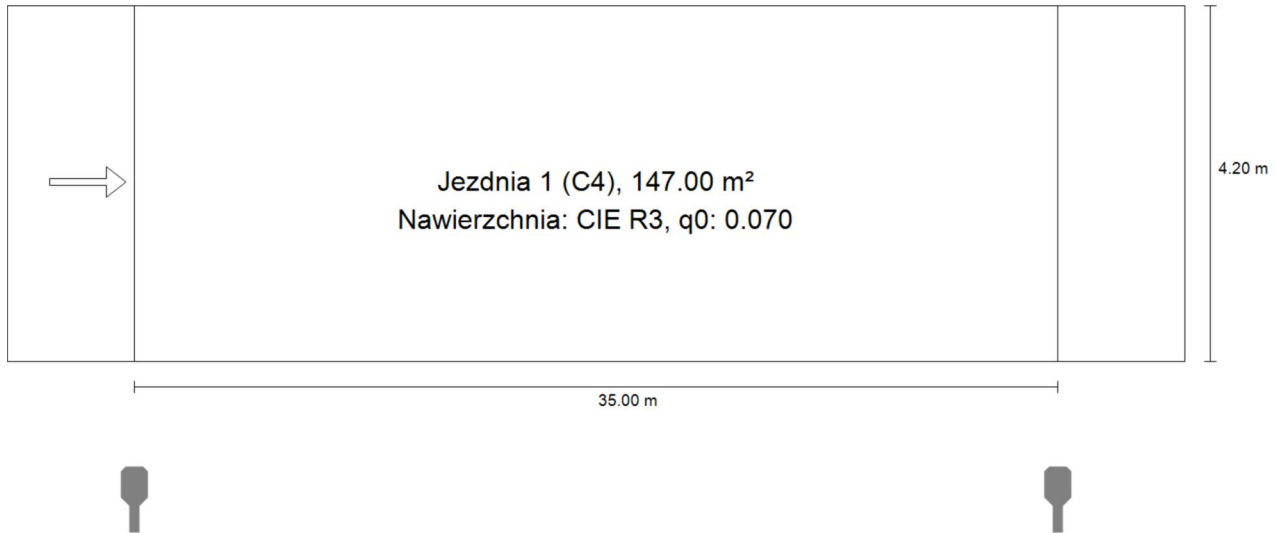 Jezdnia 1 (C4), 147.00 m²
Nawierzchnia: CIE R3, q0: 0.070
4.20 m
35.00 m